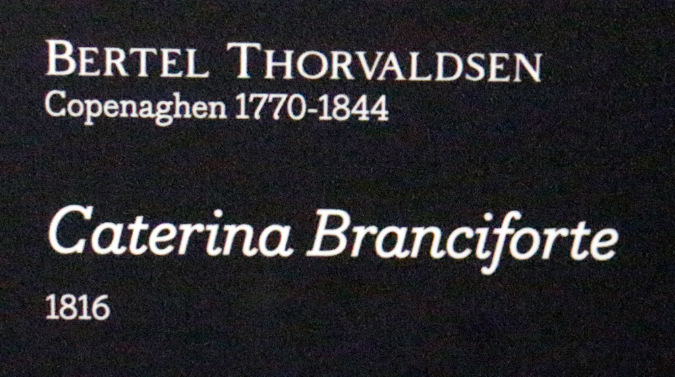 BERTEL THORVALDSEN
Copenaghen 1770-1844
Caterina Branciforte
1816